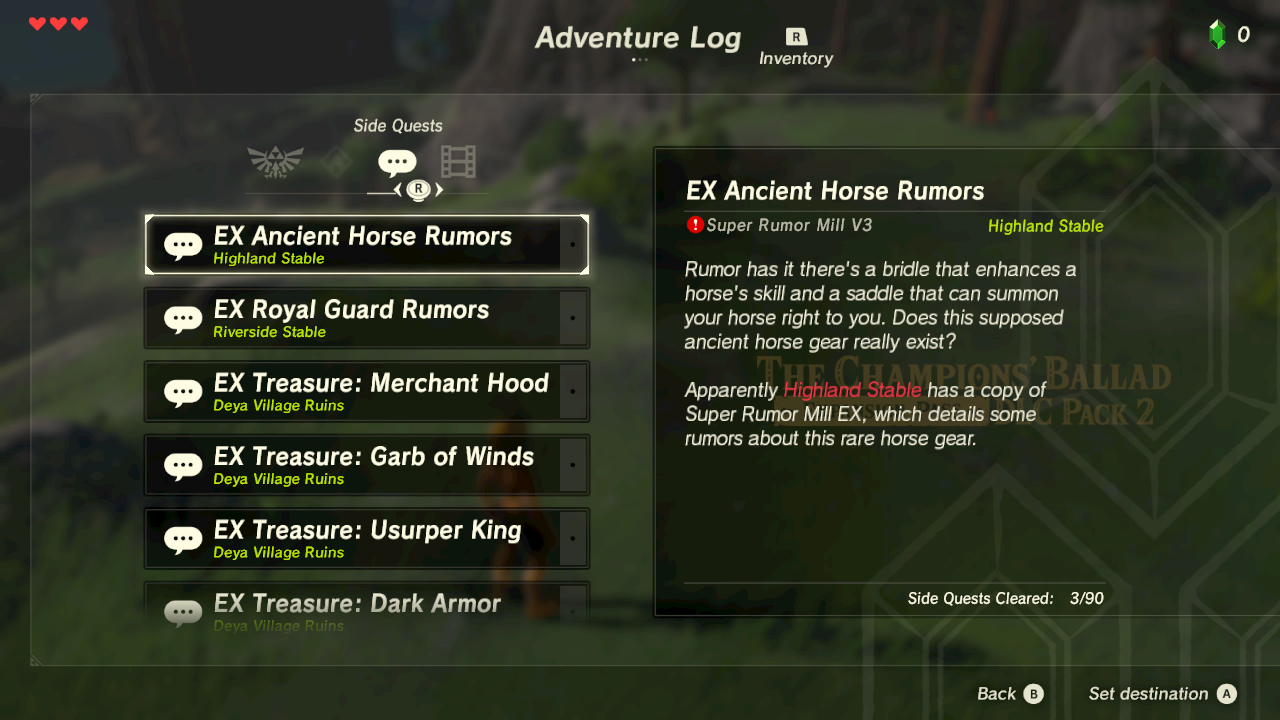 Adventure Log
R
Inventory
0
Side Quests
R
EX Ancient Horse Rumors
Highland Stable
EX Royal Guard Rumors
Riverside Stable
EX Treasure: Merchant Hood
Deya Village Ruins
EX Treasure: Garb of Winds
Deya Village Ruins
EX Treasure: Usurper King
Deya Village Ruins
EX Treasure: Dark Armor
Deya Village Ruins
EX Ancient Horse Rumors
! Super Rumor Mill V3
Highland Stable
Rumor has it there's a bridle that enhances a
horse's skill and a saddle that can summon
your horse right to you. Does this supposed
ancient horse gear really exist?
Apparently Highland Stable has a copy of
Super Rumor Mill EX, which details some
rumors about this rare horse gear.
The Champions' Ballad
DLC Pack 2
Side Quests Cleared: 3/90
Back B
Set destination A